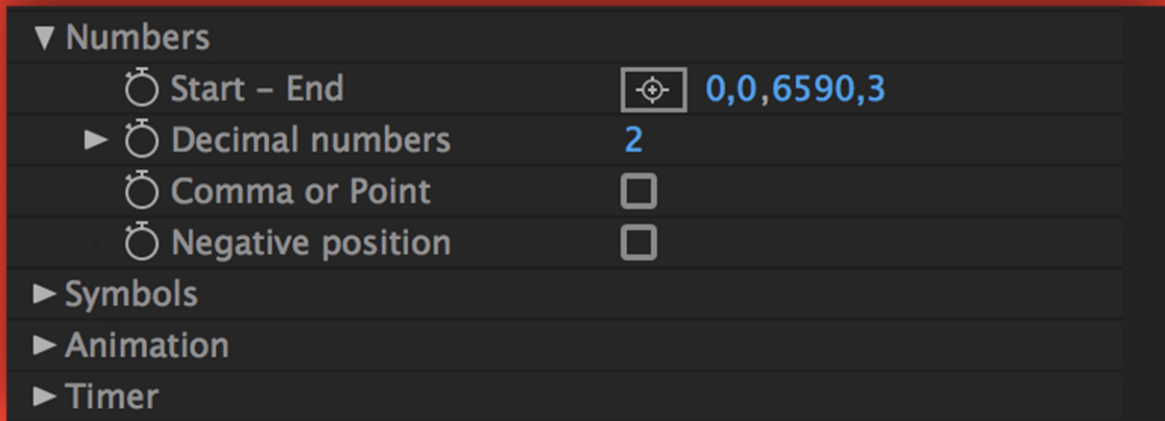 Numbers
Start – End 0,0,6590,3
Decimal numbers 2
Comma or Point
Negative position
Symbols
Animation
Timer